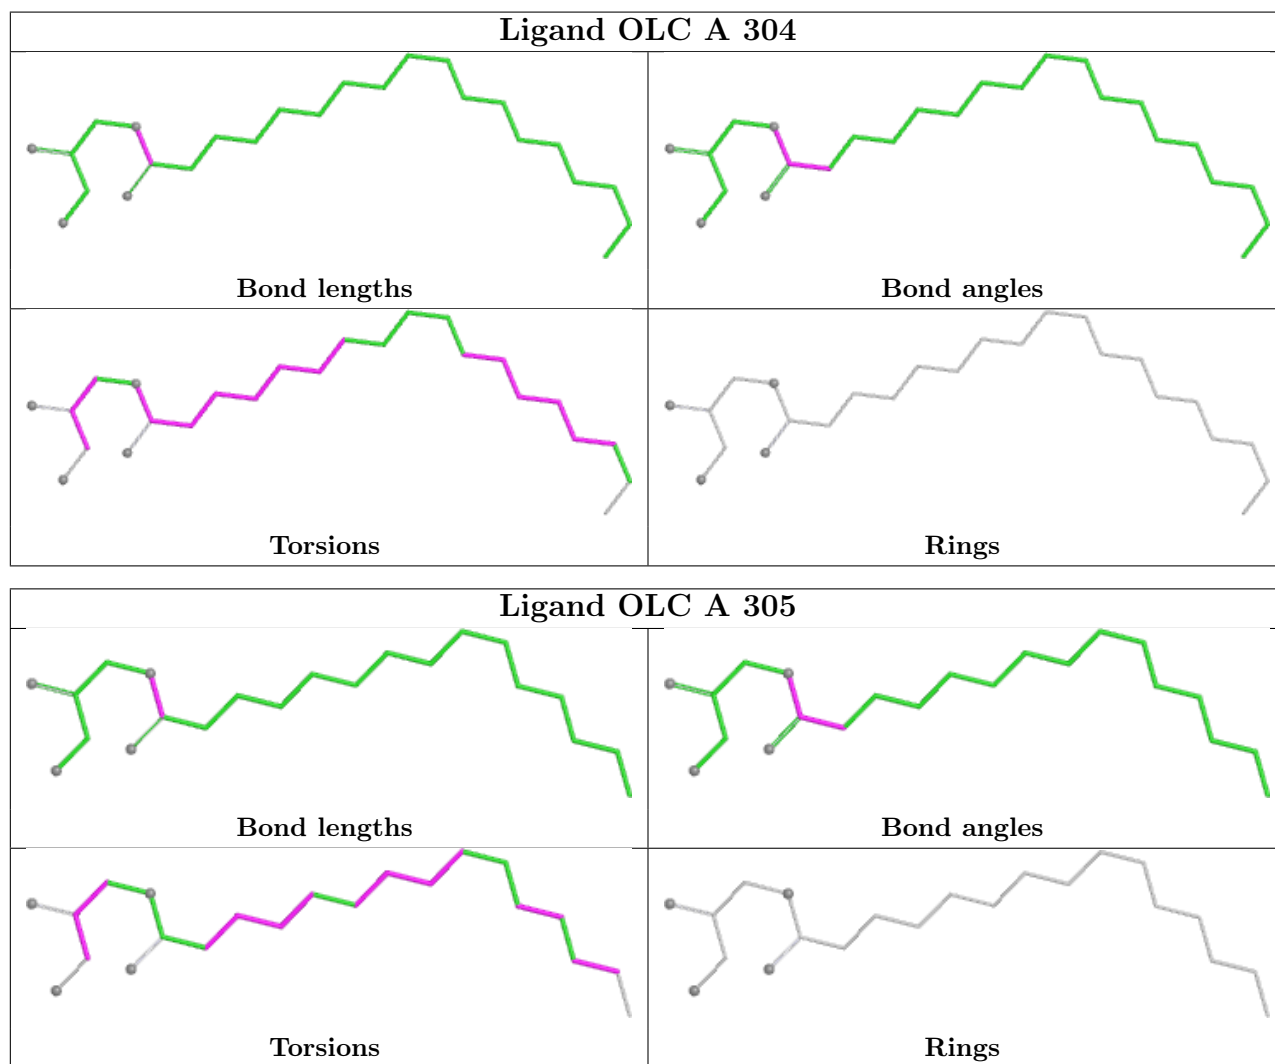 Ligand OLC A 304
Bond lengths
Bond angles
Torsions
Rings
Ligand OLC A 305
Bond lengths
Bond angles
Torsions
Rings